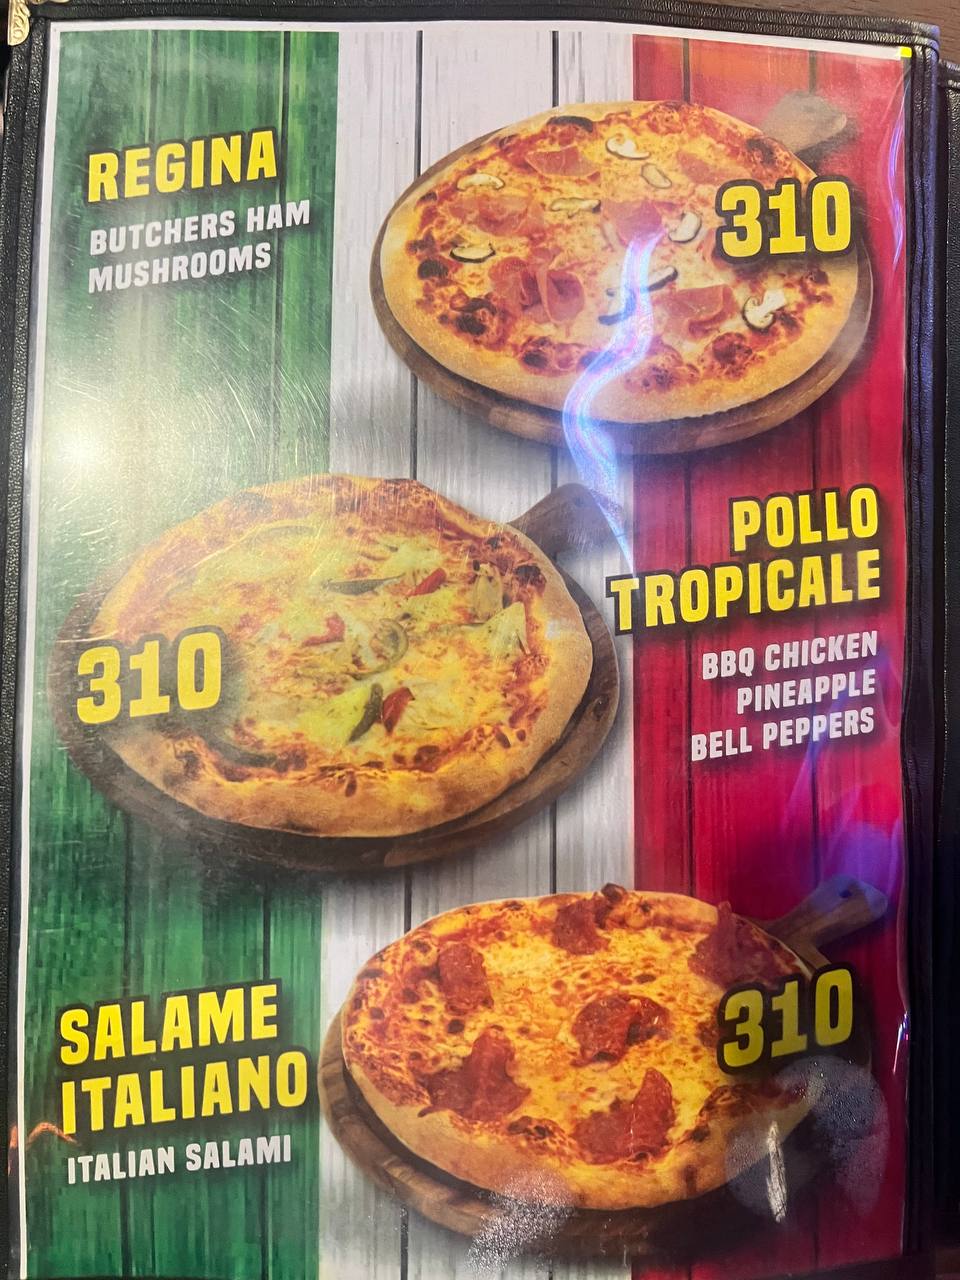 REGINA
BUTCHERS HAM
MUSHROOMS
310
POLLO
TROPICALE
BBQ CHICKEN
PINEAPPLE
BELL PEPPERS
310
SALAME
ITALIANO
ITALIAN SALAMI
310